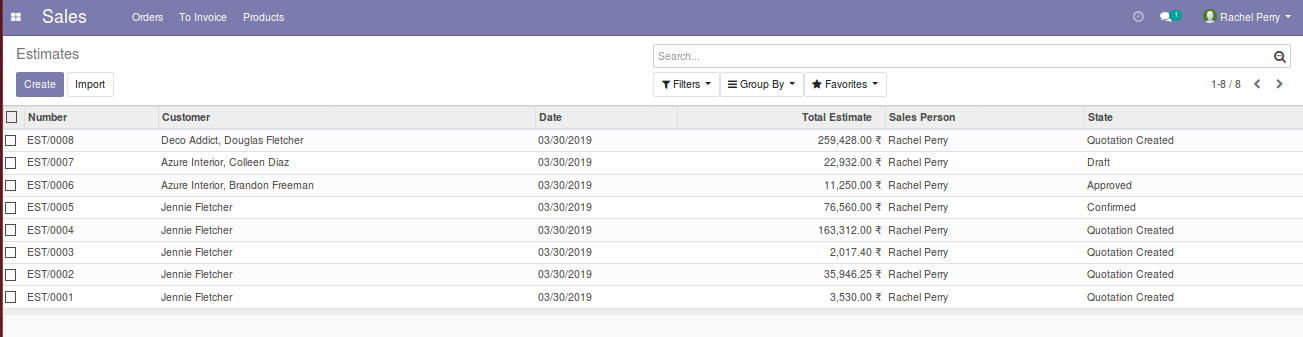 Sales Orders To Invoice Products 1 Rachel Perry
Estimates
Search...
Create Import Filters Group By Favorites 1-8 / 8
Number Customer Date Total Estimate Sales Person State
EST/0008 Deco Addict, Douglas Fletcher 03/30/2019 259,428.00 ₹ Rachel Perry Quotation Created
EST/0007 Azure Interior, Colleen Diaz 03/30/2019 22,932.00 ₹ Rachel Perry Draft
EST/0006 Azure Interior, Brandon Freeman 03/30/2019 11,250.00 ₹ Rachel Perry Approved
EST/0005 Jennie Fletcher 03/30/2019 76,560.00 ₹ Rachel Perry Confirmed
EST/0004 Jennie Fletcher 03/30/2019 163,312.00 ₹ Rachel Perry Quotation Created
EST/0003 Jennie Fletcher 03/30/2019 2,017.40 ₹ Rachel Perry Quotation Created
EST/0002 Jennie Fletcher 03/30/2019 35,946.25 ₹ Rachel Perry Quotation Created
EST/0001 Jennie Fletcher 03/30/2019 3,530.00 ₹ Rachel Perry Quotation Created